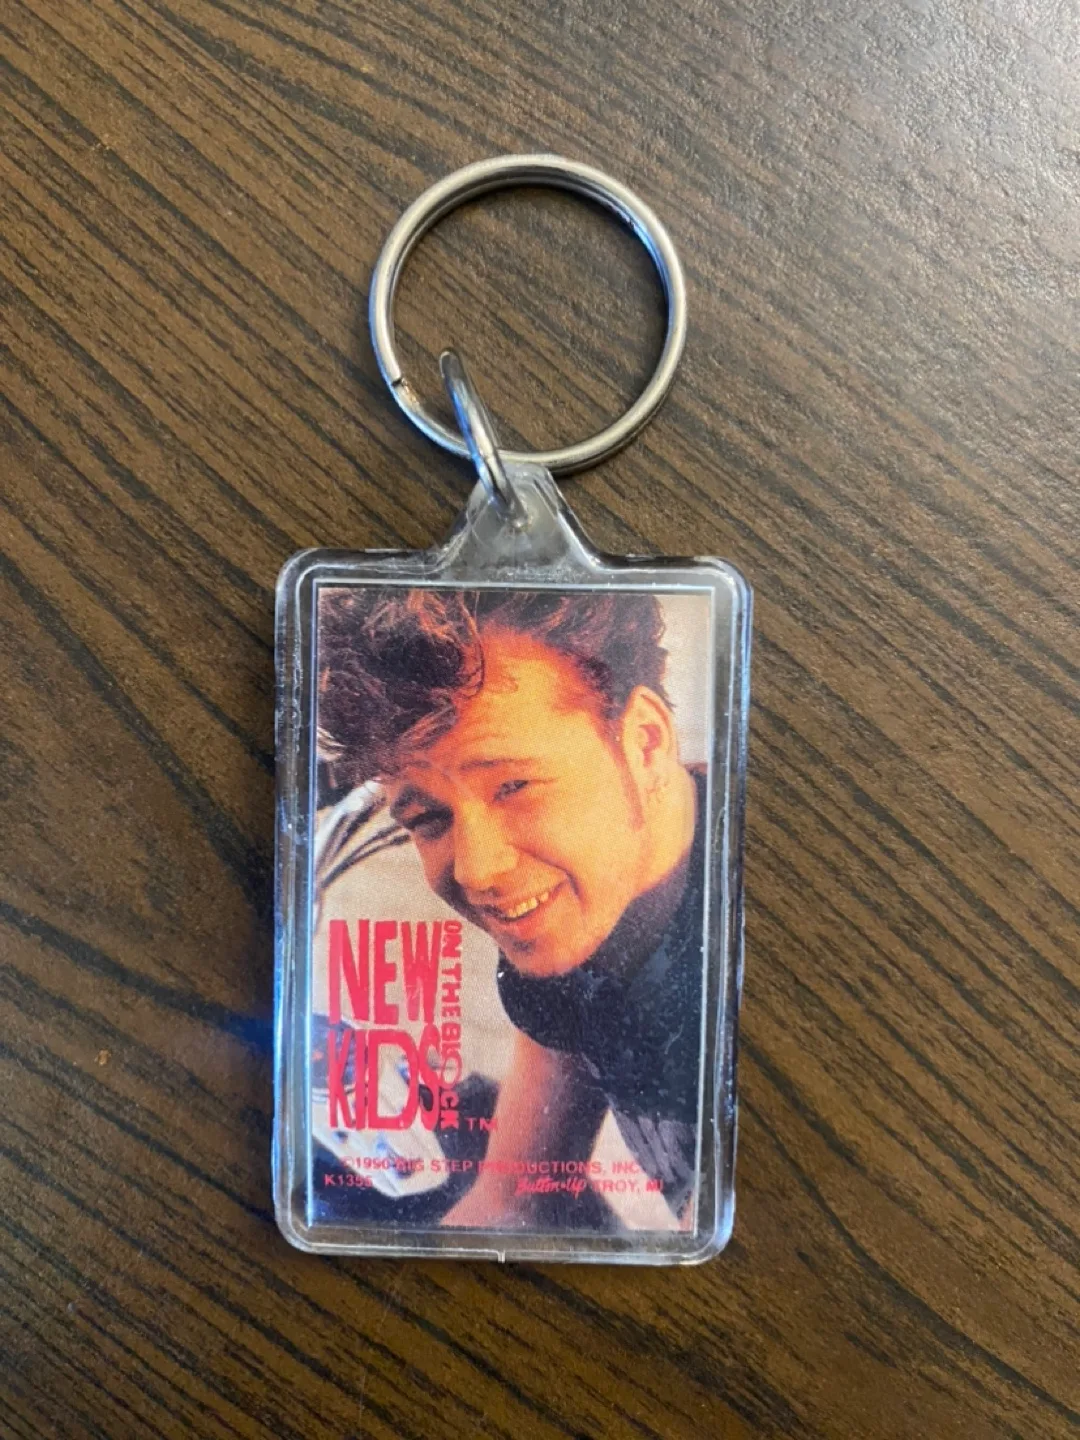 NEW
KIDS
ON THE BLOCK
TM
©1990 BIG STEP PRODUCTIONS, INC.
K1355 Button-Up TROY, MI